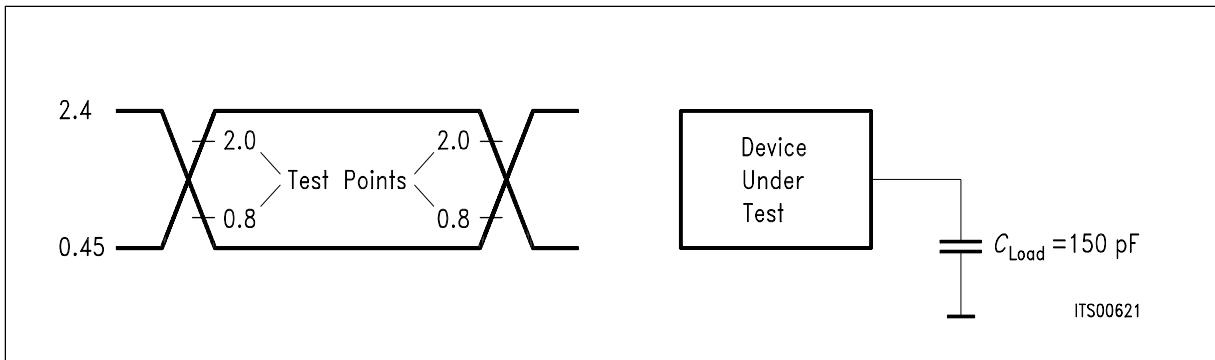 2.4
2.0
2.0
Test Points
0.8
0.8
0.45
Device
Under
Test
C Load =150 pF
ITS00621